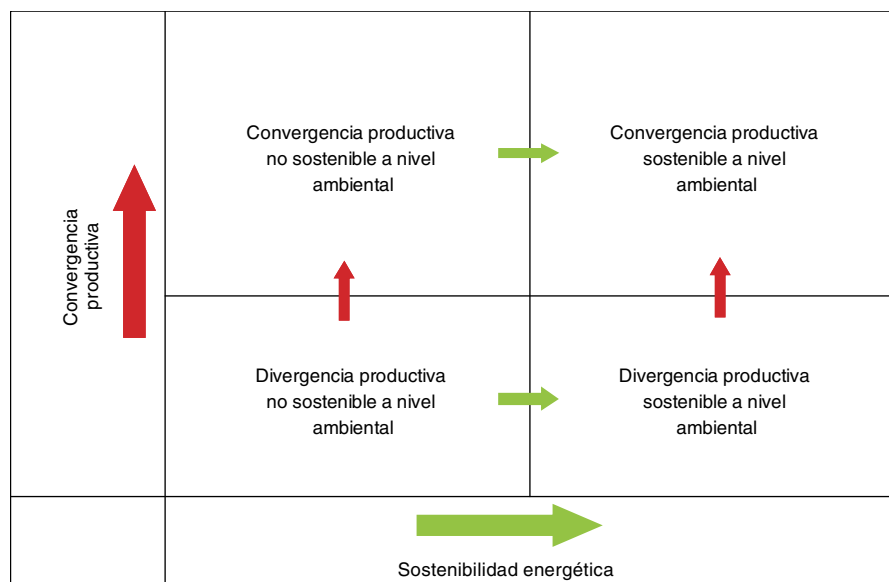 Convergencia productiva
no sostenible a nivel
ambiental
Convergencia productiva
sostenible a nivel
ambiental
Convergencia
productiva
Divergencia productiva
no sostenible a nivel
ambiental
Divergencia productiva
sostenible a nivel
ambiental
Sostenibilidad energética